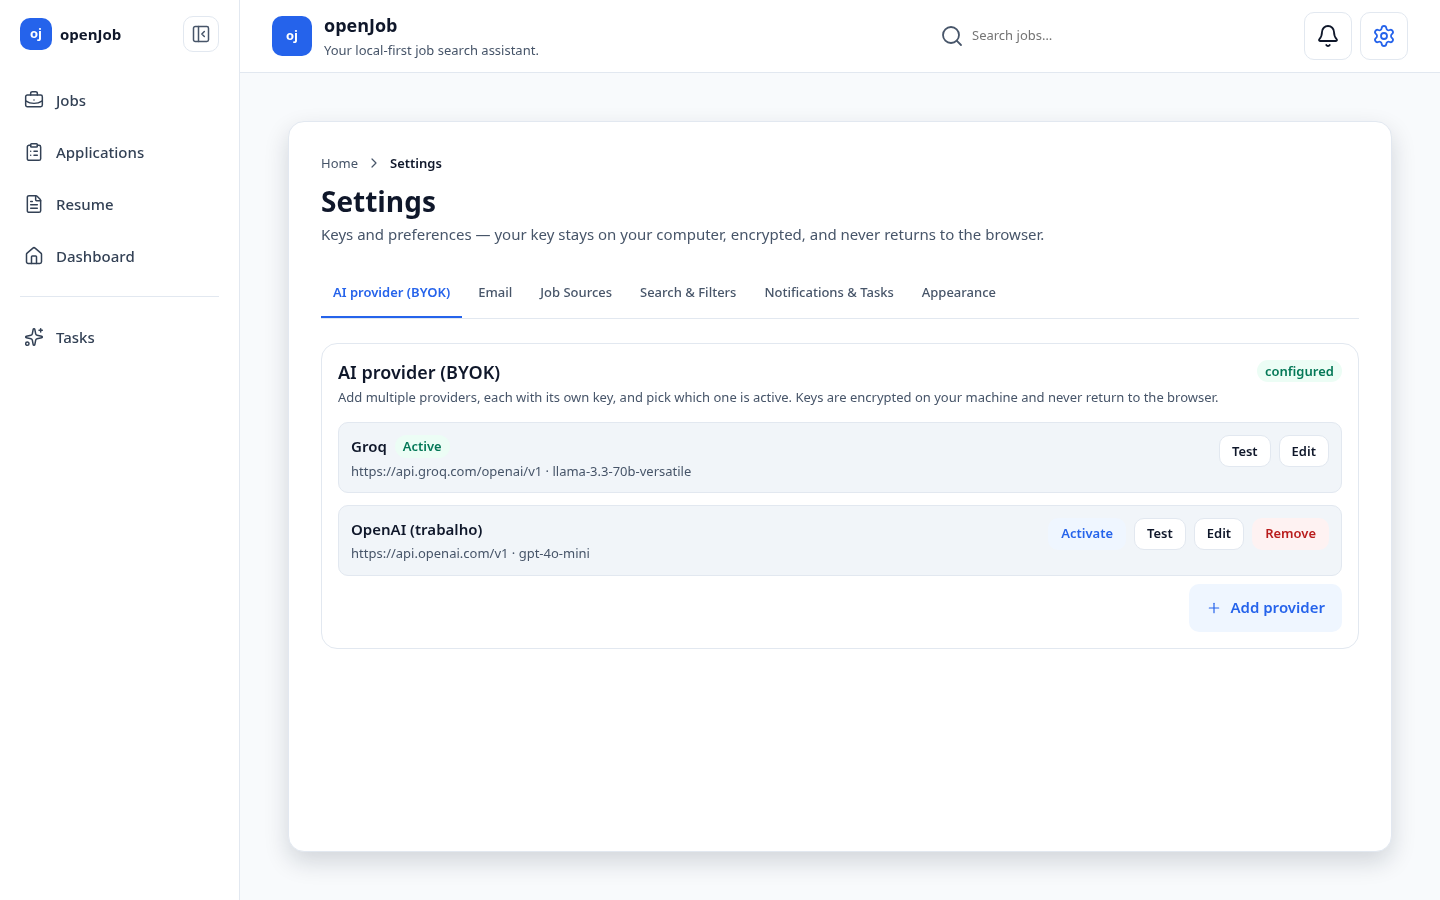 oj openJob
Jobs
Applications
Resume
Dashboard
Tasks
oj openJob
Your local-first job search assistant.
Search jobs...
Home > Settings
Settings
Keys and preferences — your key stays on your computer, encrypted, and never returns to the browser.
AI provider (BYOK) Email Job Sources Search & Filters Notifications & Tasks Appearance
AI provider (BYOK) configured
Add multiple providers, each with its own key, and pick which one is active. Keys are encrypted on your machine and never return to the browser.
Groq Active Test Edit
https://api.groq.com/openai/v1 · llama-3.3-70b-versatile
OpenAI (trabalho) Activate Test Edit Remove
https://api.openai.com/v1 · gpt-4o-mini
+ Add provider